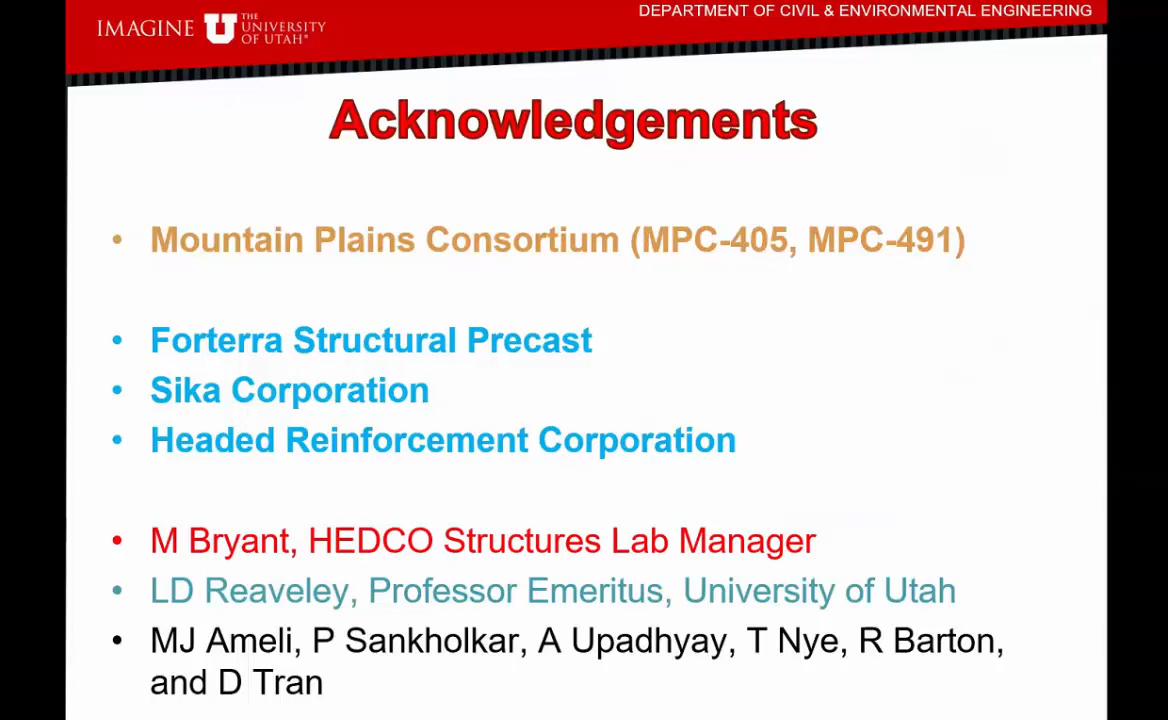 DEPARTMENT OF CIVIL & ENVIRONMENTAL ENGINEERING
IMAGINE U THE UNIVERSITY OF UTAH®
Acknowledgements
• Mountain Plains Consortium (MPC-405, MPC-491)
• Forterra Structural Precast
• Sika Corporation
• Headed Reinforcement Corporation
• M Bryant, HEDCO Structures Lab Manager
• LD Reaveley, Professor Emeritus, University of Utah
• MJ Ameli, P Sankholkar, A Upadhyay, T Nye, R Barton,
and D Tran